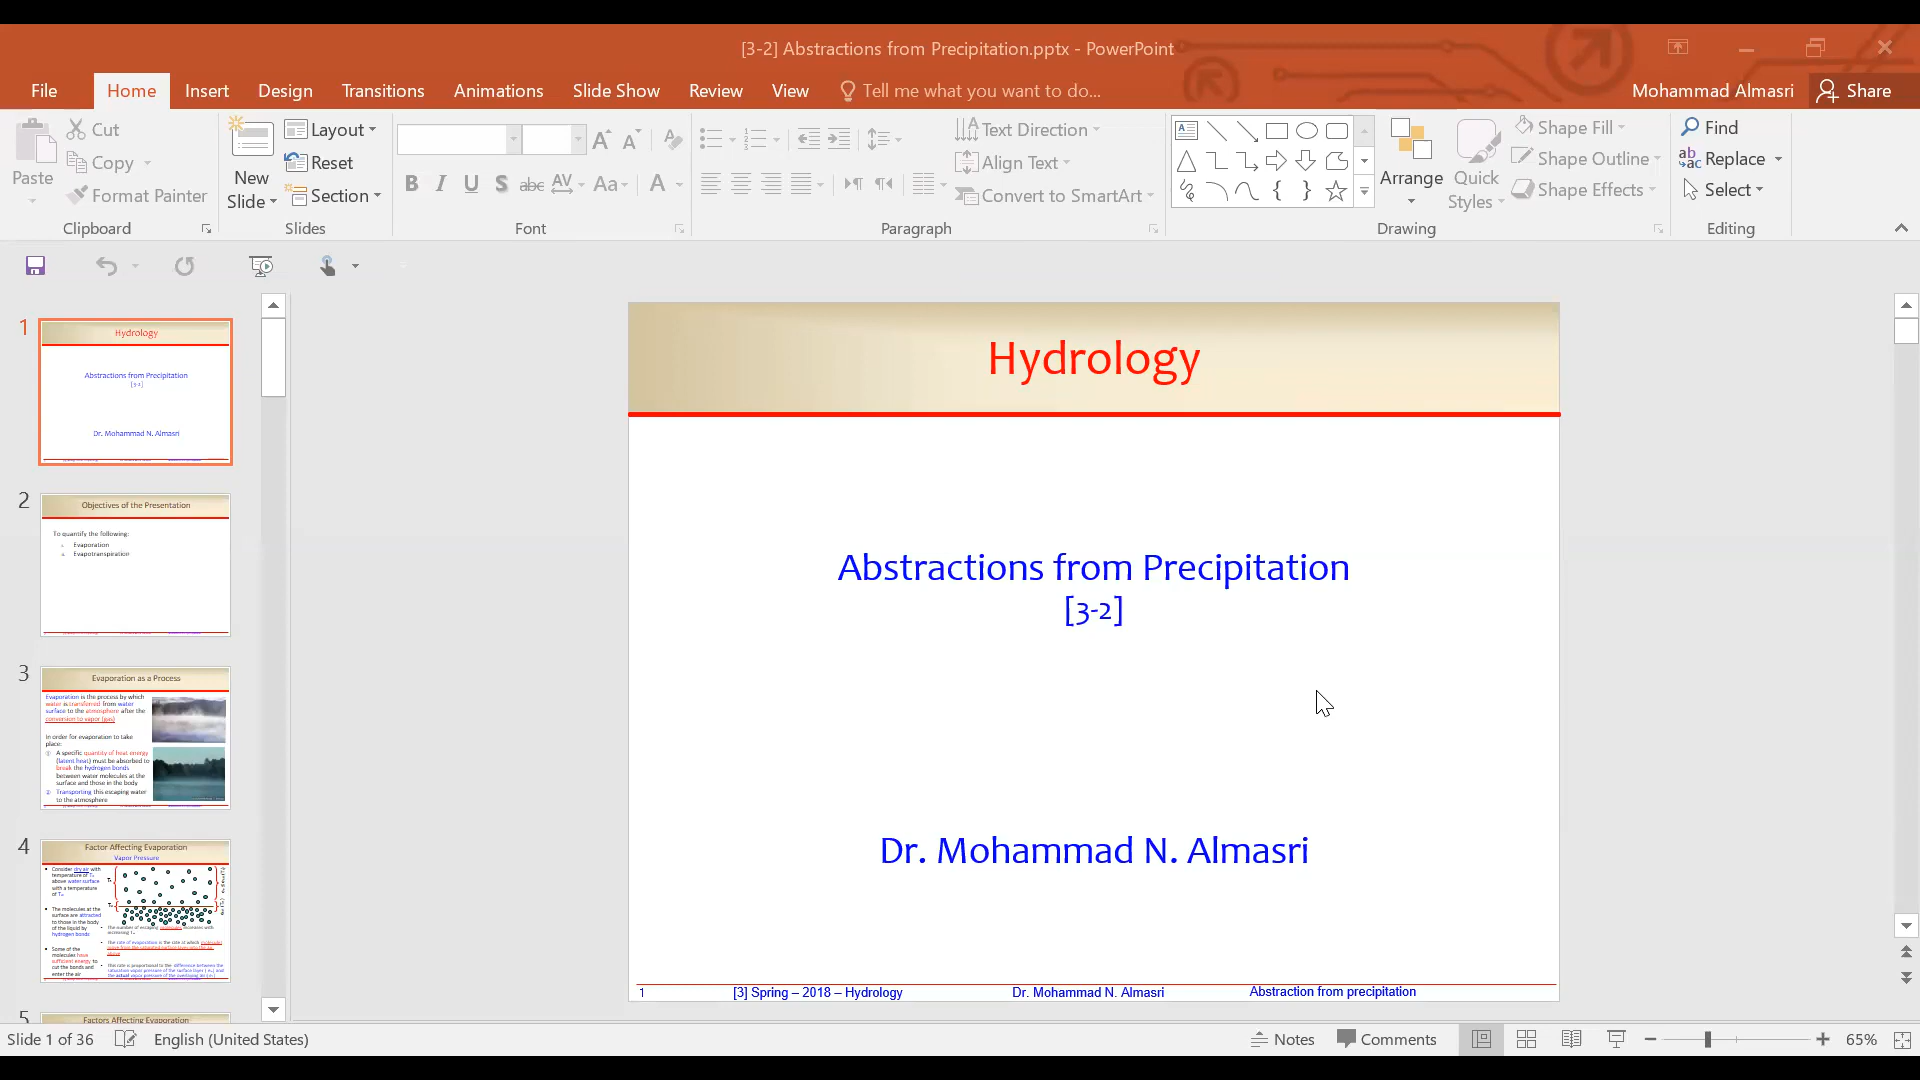 [3-2] Abstractions from Precipitation.pptx - PowerPoint
File Home Insert Design Transitions Animations Slide Show Review View Tell me what you want to do... Mohammad Almasri Share
Paste
Cut
Copy
Format Painter
Clipboard
New Slide
Layout
Reset
Section
Slides
B I U S abc AV Aa A
Font
Text Direction
Align Text
Convert to SmartArt
Paragraph
Arrange
Quick Styles
Shape Fill
Shape Outline
Shape Effects
Drawing
Find
Replace
Select
Editing
1
Hydrology
Abstractions from Precipitation
[3-2]
Dr. Mohammad N. Almasri
2
Objectives of the Presentation
To quantify the following:
Evaporation
Evapotranspiration
3
Evaporation as a Process
Evaporation is the process by which
water is transferred from water
surface to the atmosphere after the
conversion to vapor (gas)
In order for evaporation to take
place:
A specific quantity of heat energy
(latent heat) must be absorbed to
break the hydrogen bonds
between water molecules at the
surface and those in the body
Transporting this escaping water
to the atmosphere
4
Factor Affecting Evaporation
Vapor Pressure
Consider dry air with
temperature of
above water surface
with a temperature
of
The molecules at the
surface are attracted
to those in the body
of the liquid by
hydrogen bonds
Some of the
molecules have
sufficient energy to
cut the bonds and
enter the air
The number of escaping molecules increases with
increasing
The rate of evaporation is the rate at which molecules
move from the saturated surface layer into the air
above
This rate is proportional to the difference between the
saturation vapor pressure of the surface layer
the actual vapor pressure of the overlaying air
5
Factors Affecting Evaporation
Hydrology
Abstractions from Precipitation
[3-2]
Dr. Mohammad N. Almasri
1 [3] Spring – 2018 – Hydrology Dr. Mohammad N. Almasri Abstraction from precipitation
Slide 1 of 36 English (United States) Notes Comments 65%